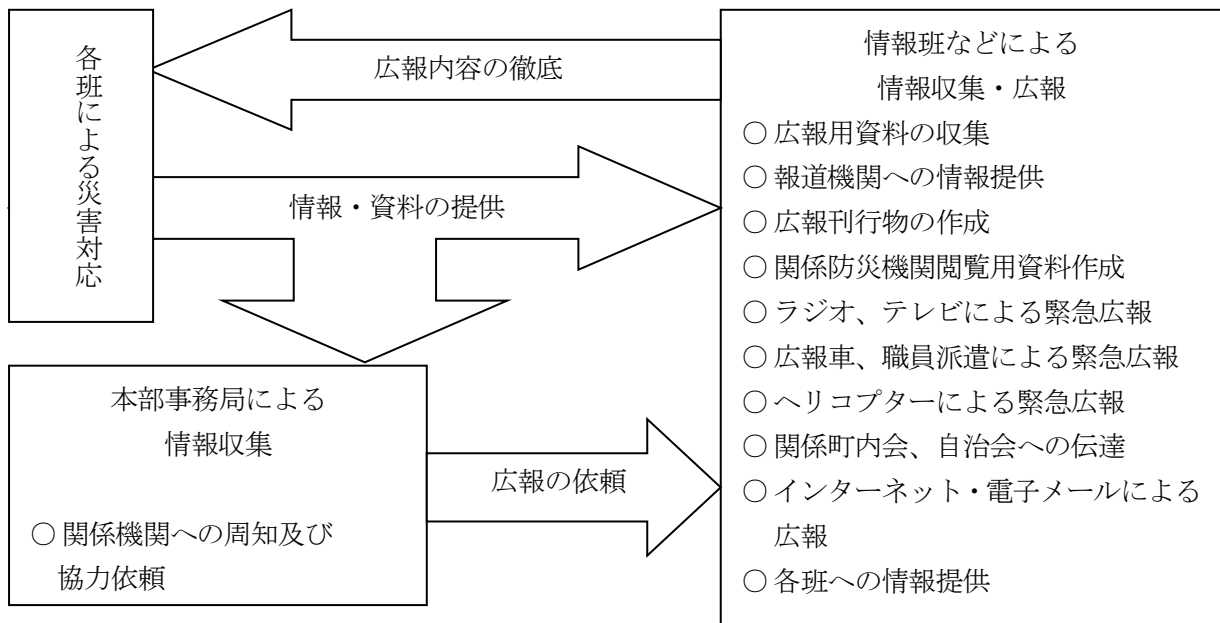 各班による災害対応
広報内容の徹底
情報・資料の提供
本部事務局による
情報収集
○ 関係機関への周知及び
協力依頼
広報の依頼
情報班などによる
情報収集・広報
○ 広報用資料の収集
○ 報道機関への情報提供
○ 広報刊行物の作成
○ 関係防災機関閲覧用資料作成
○ ラジオ、テレビによる緊急広報
○ 広報車、職員派遣による緊急広報
○ ヘリコプターによる緊急広報
○ 関係町内会、自治会への伝達
○ インターネット・電子メールによる
広報
○ 各班への情報提供